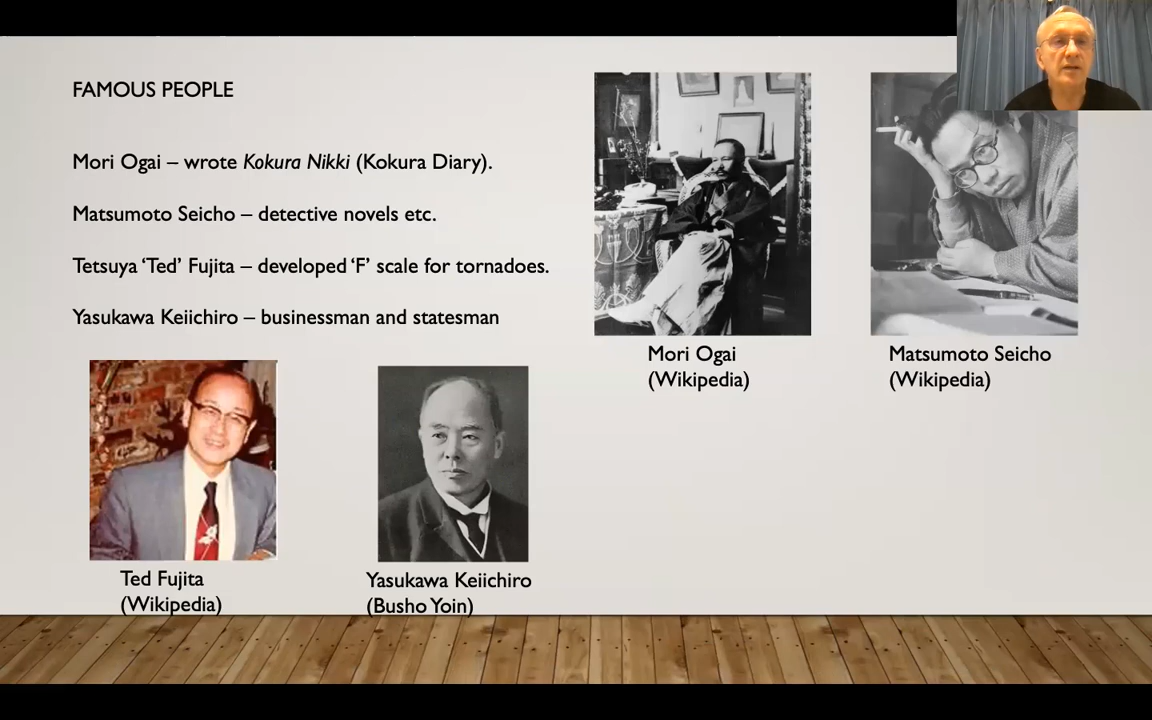 FAMOUS PEOPLE
Mori Ogai – wrote Kokura Nikki (Kokura Diary).
Matsumoto Seicho – detective novels etc.
Tetsuya ‘Ted’ Fujita – developed ‘F’ scale for tornadoes.
Yasukawa Keiichiro – businessman and statesman
Mori Ogai
(Wikipedia)
Matsumoto Seicho
(Wikipedia)
Ted Fujita
(Wikipedia)
Yasukawa Keiichiro
(Busho Yoin)